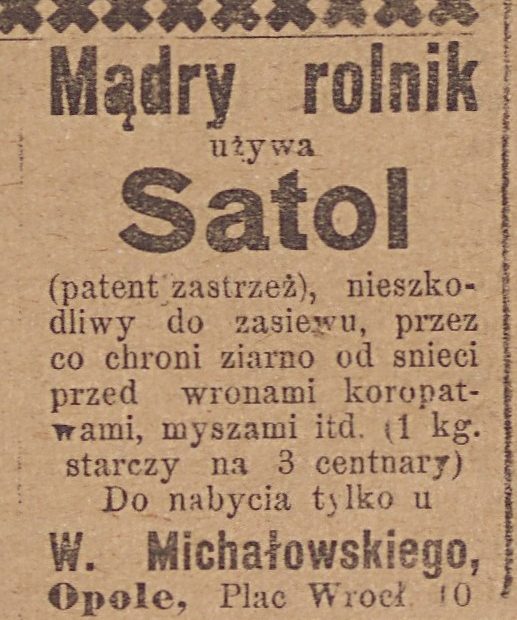 Mądry rolnik
używa
Satol
(patent zastrzeż), nieszko-
dliwy do zasiewu, przez
co chroni ziarno od snieci
przed wronami koropat-
wami, myszami itd. (1 kg.
starczy na 3 centnary)
Do nabycia tylko u
W. Michałowskiego,
Opole, Plac Wrocł 10